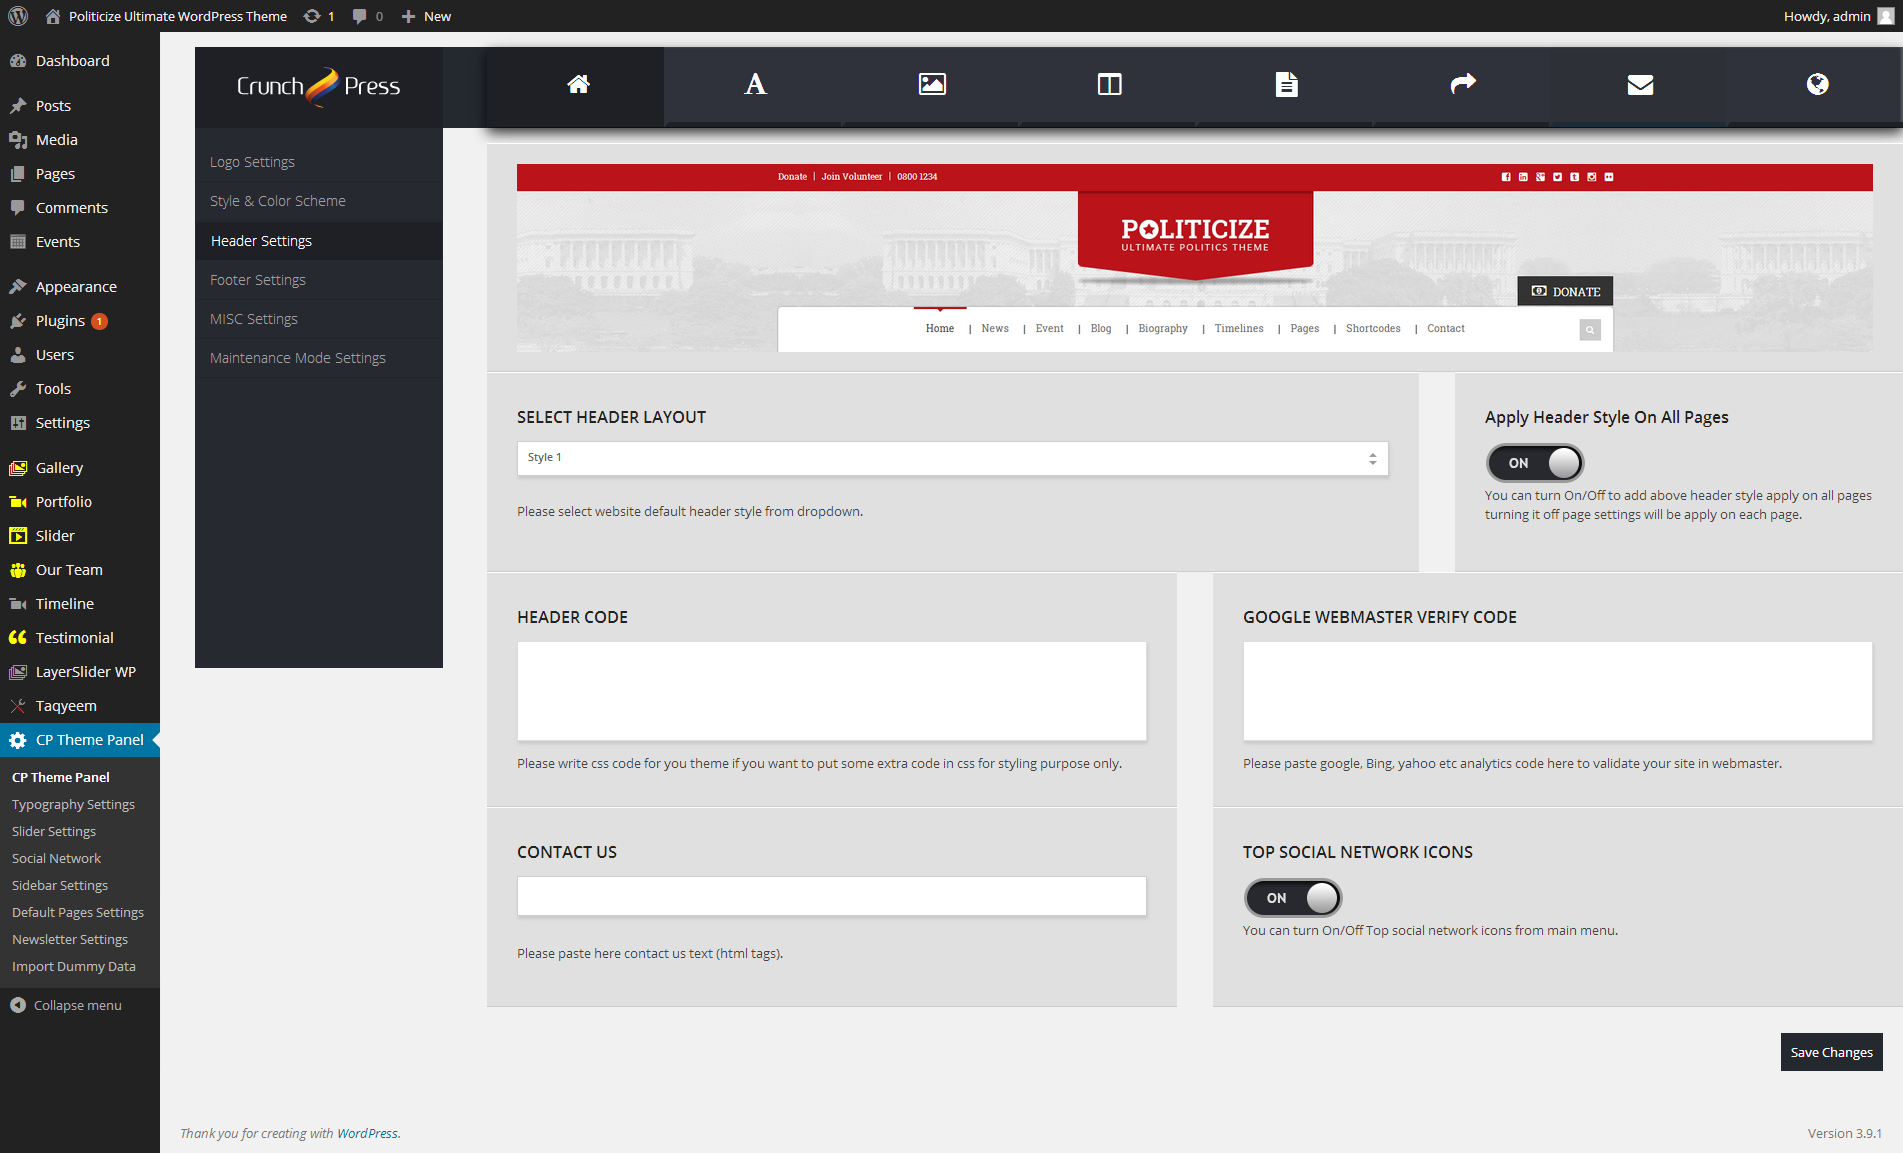 Politicize Ultimate WordPress Theme 1 0 New Howdy, admin
Dashboard
Posts
Media
Pages
Comments
Events
Appearance
Plugins 1
Users
Tools
Settings
Gallery
Portfolio
Slider
Our Team
Timeline
Testimonial
LayerSlider WP
Taqyeem
CP Theme Panel
CP Theme Panel
Typography Settings
Slider Settings
Social Network
Sidebar Settings
Default Pages Settings
Newsletter Settings
Import Dummy Data
Collapse menu
Crunch Press
Logo Settings
Style & Color Scheme
Header Settings
Footer Settings
MISC Settings
Maintenance Mode Settings
Donate | Join Volunteer | 0800 1234
POLITICIZE
ULTIMATE POLITICS THEME
DONATE
Home | News | Event | Blog | Biography | Timelines | Pages | Shortcodes | Contact
SELECT HEADER LAYOUT
Style 1
Please select website default header style from dropdown.
Apply Header Style On All Pages
ON
You can turn On/Off to add above header style apply on all pages
turning it off page settings will be apply on each page.
HEADER CODE
Please write css code for you theme if you want to put some extra code in css for styling purpose only.
GOOGLE WEBMASTER VERIFY CODE
Please paste google, Bing, yahoo etc analytics code here to validate your site in webmaster.
CONTACT US
Please paste here contact us text (html tags).
TOP SOCIAL NETWORK ICONS
ON
You can turn On/Off Top social network icons from main menu.
Save Changes
Thank you for creating with WordPress.
Version 3.9.1